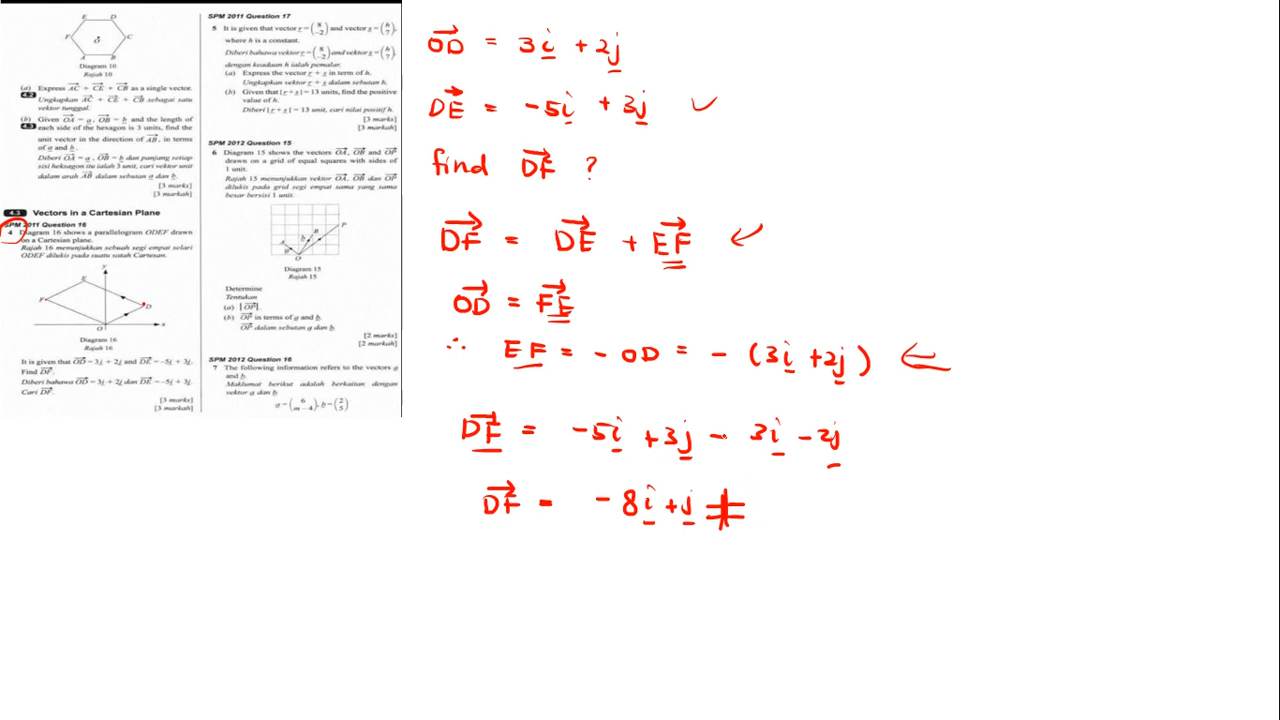 E D
F C
O
A B
Diagram 10
Rajah 10
(a) Express AC + CE + CB as a single vector.
4.2 Ungkapkan AC + CE + CB sebagai satu
vektor tunggal.
(b) Given OA = a, OB = b and the length of
4.3 each side of the hexagon is 3 units, find the
unit vector in the direction of AB, in terms
of a and b.
Diberi OA = a, OB = b dan panjang setiap
sisi heksagon itu ialah 3 unit, cari vektor unit
dalam arah AB dalam sebutan a dan b.
[3 marks]
[3 markah]
4.3 Vectors in a Cartesian Plane
SPM 2011 Question 16
4 Diagram 16 shows a parallelogram ODEF drawn
on a Cartesian plane.
Rajah 16 menunjukkan sebuah segi empat selari
ODEF dilukis pada suatu satah Cartesan.
y
E
F D
O x
Diagram 16
Rajah 16
It is given that OD = 3i + 2j and DE = -5i + 3j.
Find DF.
Diberi bahawa OD = 3i + 2j dan DE = -5i + 3j.
Cari DF.
[3 marks]
[3 markah]
SPM 2011 Question 17
5 It is given that vector r = (8 -2) and vector s = (h 7),
where h is a constant.
Diberi bahawa vektor r = (8 -2) and vektor s = (h 7)
dengan keadaan h ialah pemalar.
(a) Express the vector r + s in term of h.
Ungkapkan vektor r + s dalam sebutan h.
(b) Given that |r + s| = 13 units, find the positive
value of h.
Diberi |r + s| = 13 unit, cari nilai positif h.
[3 marks]
[3 markah]
SPM 2012 Question 15
6 Diagram 15 shows the vectors OA, OB and OP
drawn on a grid of equal squares with sides of
1 unit.
Rajah 15 menunjukkan vektor OA, OB dan OP
dilukis pada grid segi empat sama yang sama
besar bersisi 1 unit.
P
B
A b
a
O
Diagram 15
Rajah 15
Determine
Tentukan
(a) |OP|.
(b) OP in terms of a and b.
OP dalam sebutan a dan b.
[2 marks]
[2 markah]
SPM 2012 Question 16
7 The following information refers to the vectors a
and b.
Maklumat berikut adalah berkaitan dengan
vektor a dan b.
a = (6 m-4), b = (2 5)
OD = 3i + 2j
DE = -5i + 3j ✓
find DF ?
DF = DE + EF ←
OD = FE
∴ EF = - OD = - (3i + 2j) ←
DF = -5i + 3j - 3i - 2j
DF = -8i + j